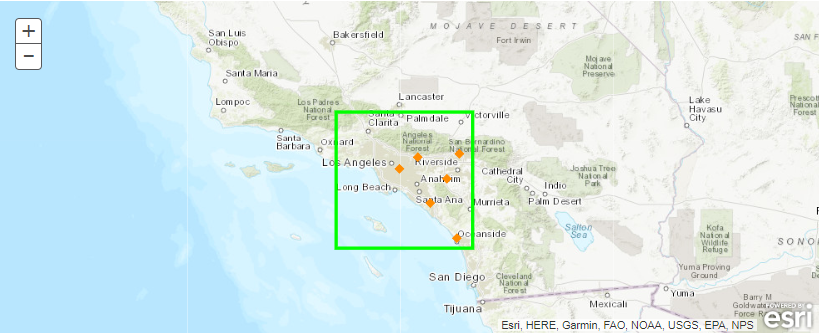 +
−
San Luis
Obispo
Bakersfield
MOJAVE DESERT
Fort Irwin
Mojave
National
Preserve
Santa Maria
Lompoc
Los Padres
National
Forest
Lancaster
Santa
Clarita
Palmdale
Victorville
Lake
Havasu
City
Prescott
National
Forest
Santa
Barbara
Oxnard
Angeles
National
Forest
San Bernardino
National Forest
Los Angeles
Riverside
Cathedral
City
Joshua Tree
National
Park
Long Beach
Anaheim
Indio
Palm Desert
Santa Ana
Murrieta
Salton
Sea
Oceanside
Kofa
National
Wildlife
Refuge
SONO
San Diego
Cleveland
National
Forest
Yuma Proving
Ground
Tijuana
Mexicali
Yuma
Barry M
Goldwater
Force Ran
Esri, HERE, Garmin, FAO, NOAA, USGS, EPA, NPS
POWERED BY
esri